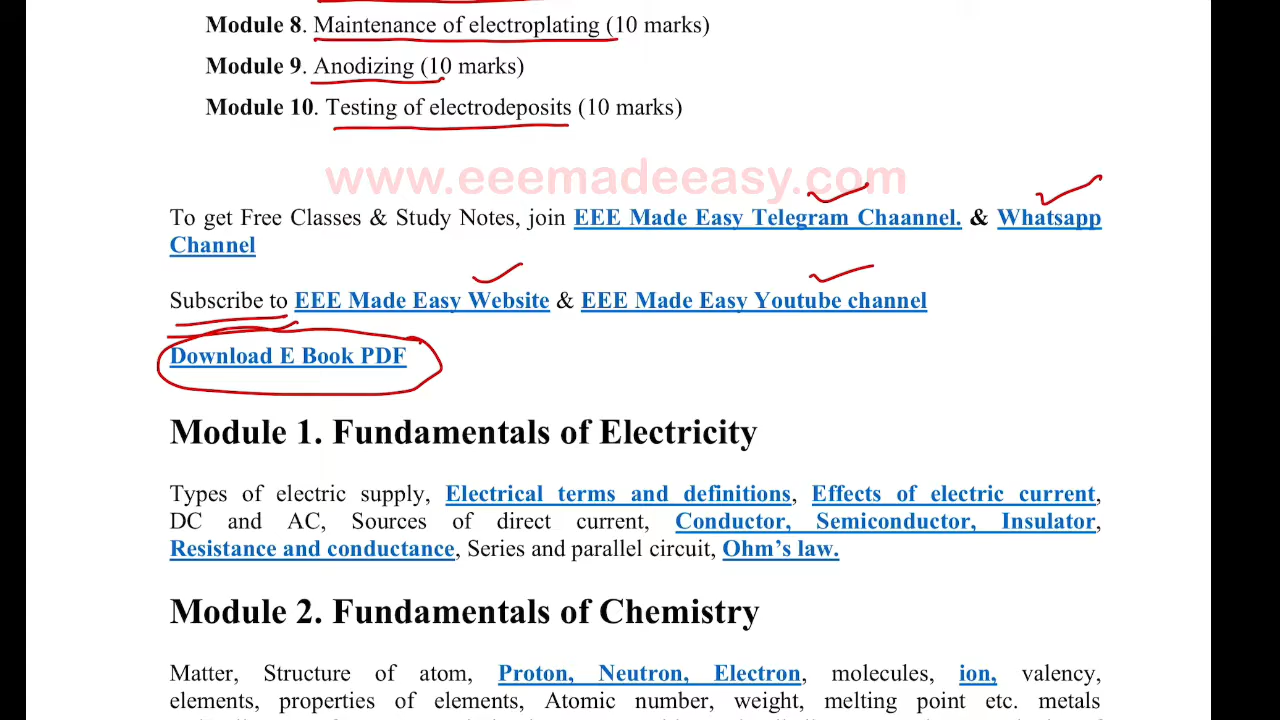 Module 8. Maintenance of electroplating (10 marks)
Module 9. Anodizing (10 marks)
Module 10. Testing of electrodeposits (10 marks)
www.eeemadeeasy.com
To get Free Classes & Study Notes, join EEE Made Easy Telegram Chaannel. & Whatsapp
Channel
Subscribe to EEE Made Easy Website & EEE Made Easy Youtube channel
Download E Book PDF
Module 1. Fundamentals of Electricity
Types of electric supply, Electrical terms and definitions, Effects of electric current,
DC and AC, Sources of direct current, Conductor, Semiconductor, Insulator,
Resistance and conductance, Series and parallel circuit, Ohm's law.
Module 2. Fundamentals of Chemistry
Matter, Structure of atom, Proton, Neutron, Electron, molecules, ion, valency,
elements, properties of elements, Atomic number, weight, melting point etc. metals